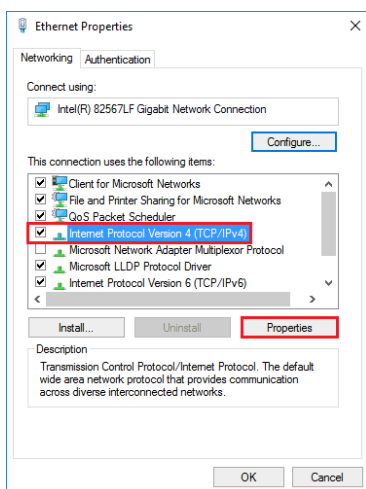 Ethernet Properties
Networking
Authentication
Connect using:
Intel(R) 82567LF Gigabit Network Connection
Configure...
This connection uses the following items:
Client for Microsoft Networks
File and Printer Sharing for Microsoft Networks
QoS Packet Scheduler
Internet Protocol Version 4 (TCP/IPv4)
Microsoft Network Adapter Multiplexor Protocol
Microsoft LLDP Protocol Driver
Internet Protocol Version 6 (TCP/IPv6)
Install...
Uninstall
Properties
Description
Transmission Control Protocol/Internet Protocol. The default
wide area network protocol that provides communication
across diverse interconnected networks.
OK
Cancel